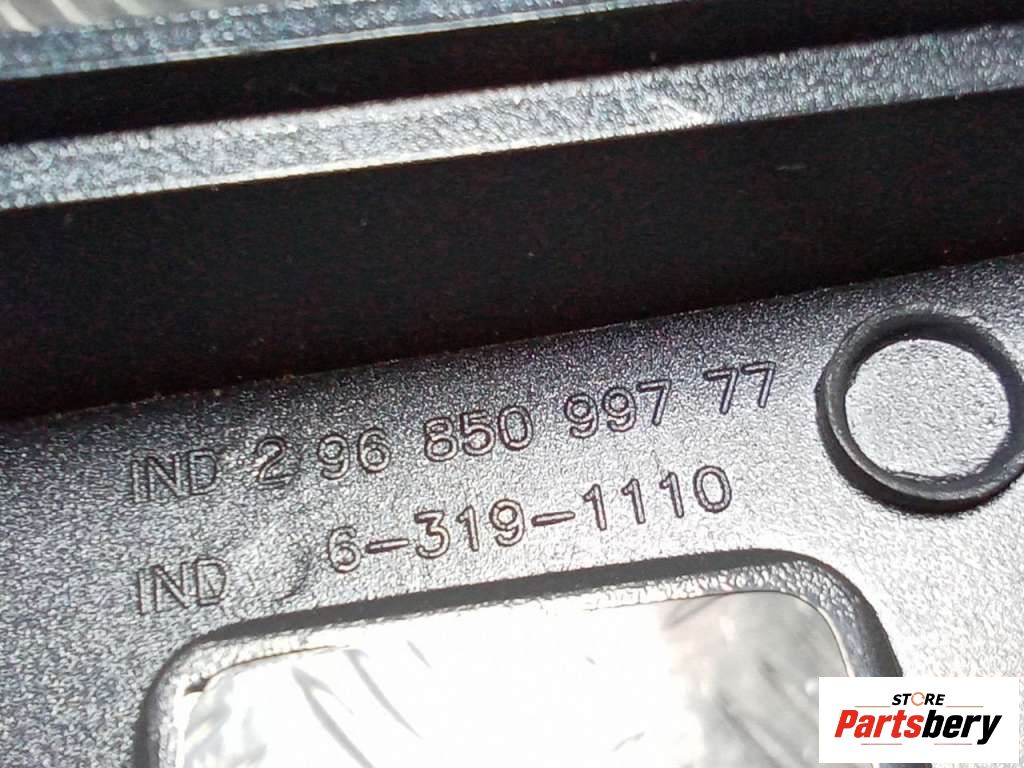 IND 2 96 850 997 77
IND 6-319-1110
STORE
Partsbery